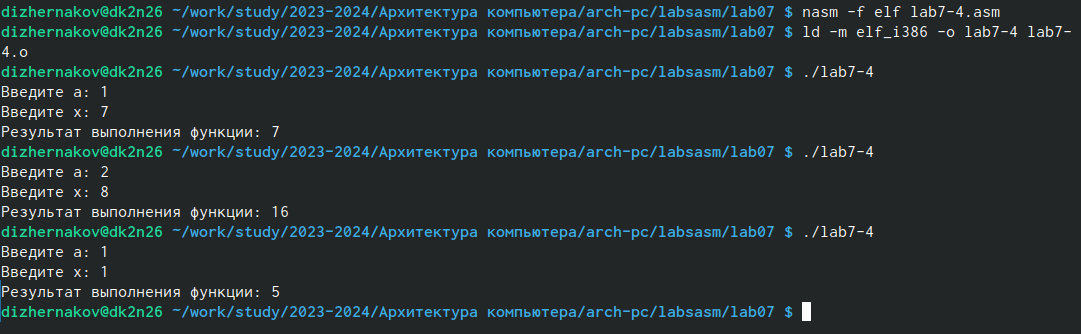 dizhernakov@dk2n26 ~/work/study/2023-2024/Архитектура компьютера/arch-pc/labsasm/lab07 $ nasm -f elf lab7-4.asm
dizhernakov@dk2n26 ~/work/study/2023-2024/Архитектура компьютера/arch-pc/labsasm/lab07 $ ld -m elf_i386 -o lab7-4 lab7-
4.o
dizhernakov@dk2n26 ~/work/study/2023-2024/Архитектура компьютера/arch-pc/labsasm/lab07 $ ./lab7-4
Введите a: 1
Введите x: 7
Результат выполнения функции: 7
dizhernakov@dk2n26 ~/work/study/2023-2024/Архитектура компьютера/arch-pc/labsasm/lab07 $ ./lab7-4
Введите a: 2
Введите x: 8
Результат выполнения функции: 16
dizhernakov@dk2n26 ~/work/study/2023-2024/Архитектура компьютера/arch-pc/labsasm/lab07 $ ./lab7-4
Введите a: 1
Введите x: 1
Результат выполнения функции: 5
dizhernakov@dk2n26 ~/work/study/2023-2024/Архитектура компьютера/arch-pc/labsasm/lab07 $